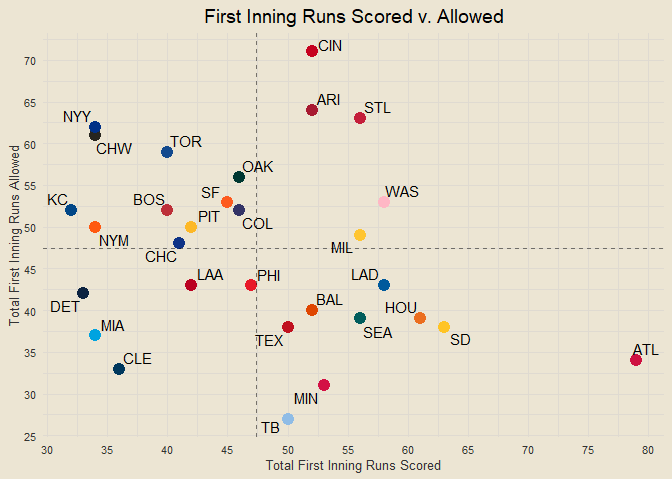 First Inning Runs Scored v. Allowed
CIN
ARI
STL
NYY
CHW
TOR
OAK
KC
BOS
SF
WAS
NYM
PIT
COL
CHC
MIL
LAA
PHI
LAD
DET
BAL
HOU
MIA
TEX
SEA
SD
CLE
ATL
MIN
TB
Total First Inning Runs Allowed
70
65
60
55
50
45
40
35
30
25
30 35 40 45 50 55 60 65 70 75 80
Total First Inning Runs Scored